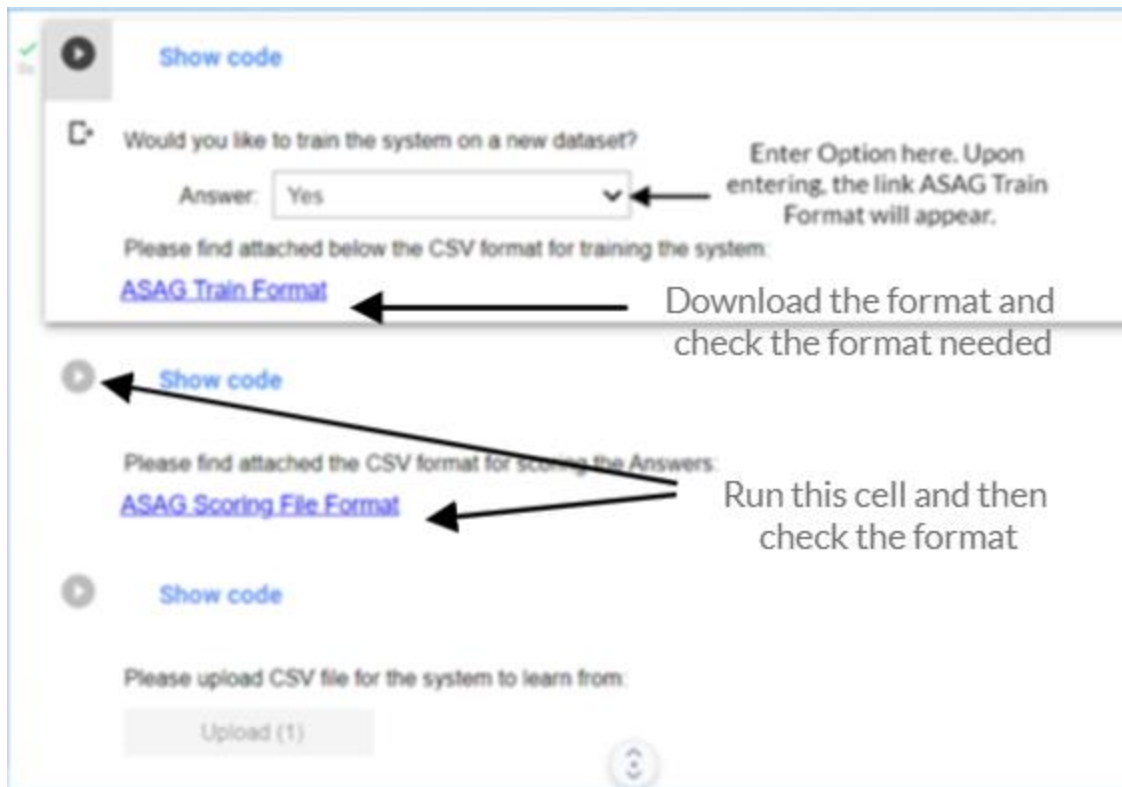 Show code
Would you like to train the system on a new dataset?
Enter Option here. Upon
entering, the link ASAG Train
Format will appear.
Answer: Yes
Please find attached below the CSV format for training the system:
ASAG Train Format
Download the format and
check the format needed
Show code
Please find attached the CSV format for scoring the Answers:
ASAG Scoring File Format
Run this cell and then
check the format
Show code
Please upload CSV file for the system to learn from:
Upload (1)